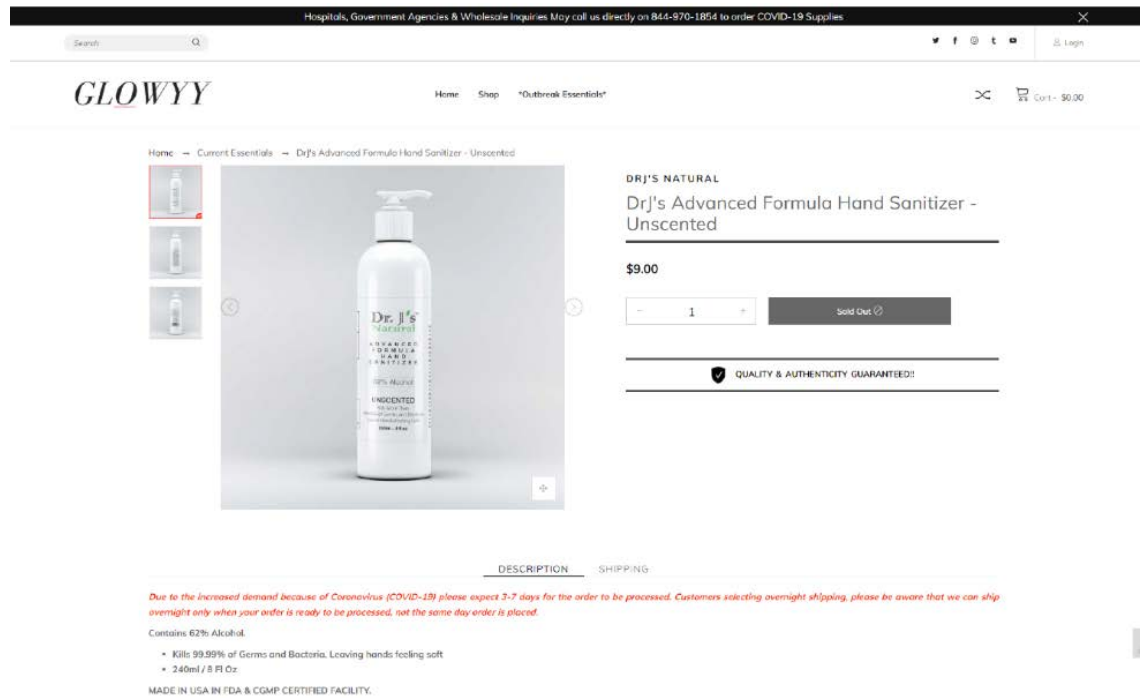 Hospitals, Government Agencies & Wholesale Inquiries May call us directly on 844-970-1854 to order COVID-19 Supplies
Search
Login
GLOWYY
Home Shop *Outbreak Essentials*
Cart - $0.00
Home → Current Essentials → DrJ's Advanced Formula Hand Sanitizer - Unscented
DRJ'S NATURAL
DrJ's Advanced Formula Hand Sanitizer -
Unscented
$9.00
- 1 +
Sold Out
QUALITY & AUTHENTICITY GUARANTEED!!
Dr. J's
Natural
ADVANCED
FORMULA
HAND
SANITIZER
62% Alcohol
UNSCENTED
DESCRIPTION SHIPPING
Due to the increased demand because of Coronavirus (COVID-19) please expect 3-7 days for the order to be processed. Customers selecting overnight shipping, please be aware that we can ship
overnight only when your order is ready to be processed, not the same day order is placed.
Contains 62% Alcohol.
• Kills 99.99% of Germs and Bacteria. Leaving hands feeling soft
• 240ml / 8 Fl Oz
MADE IN USA IN FDA & CGMP CERTIFIED FACILITY.